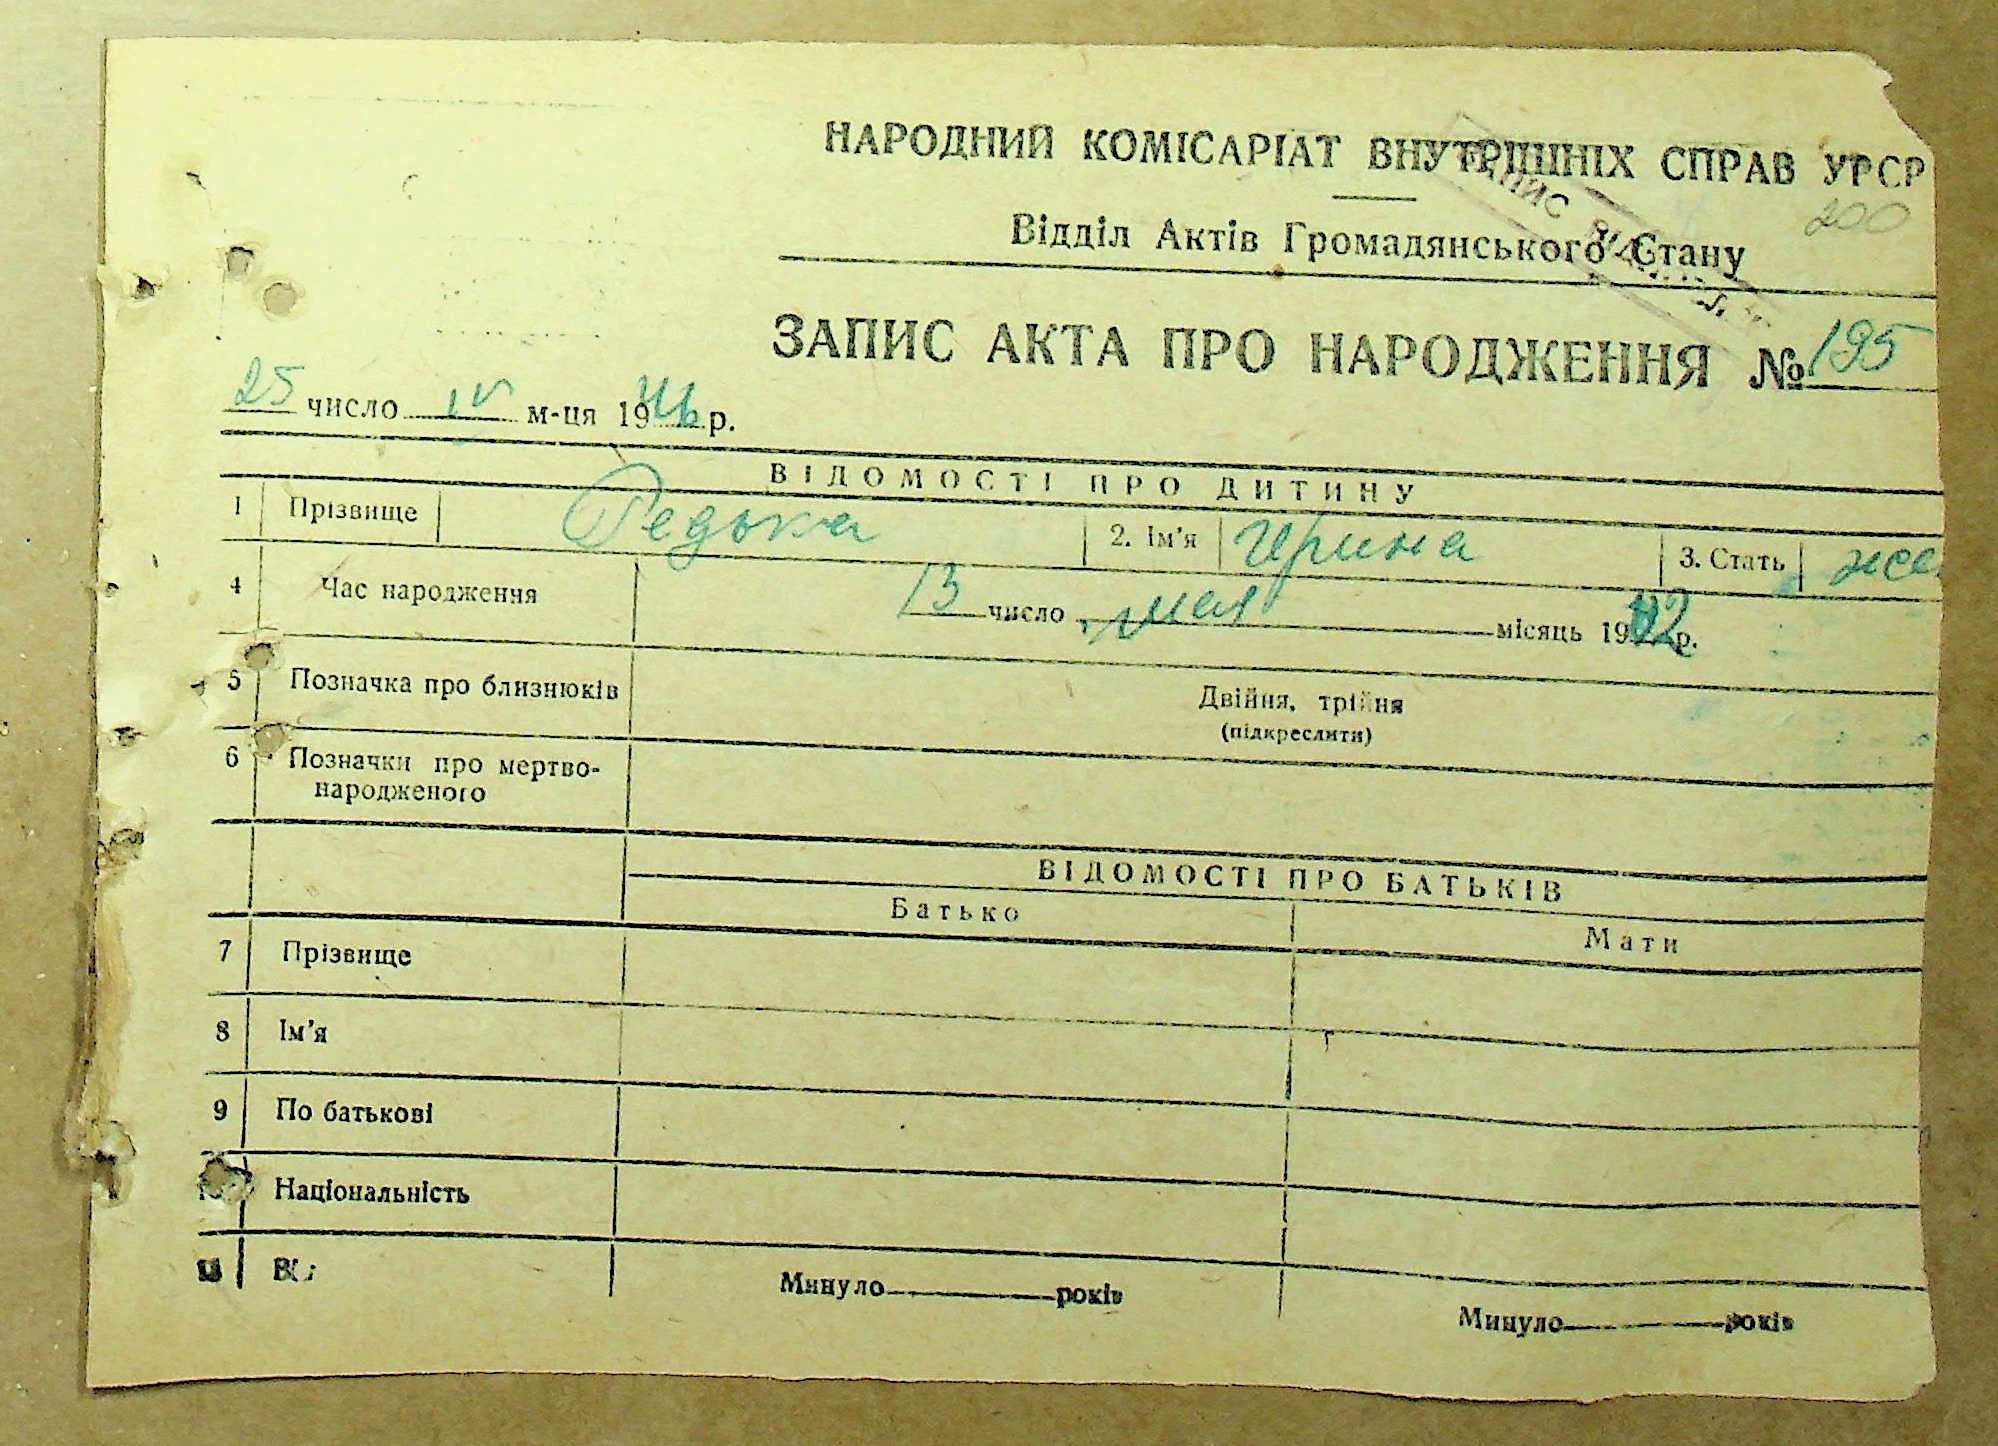 НАРОДНИЙ КОМІСАРІАТ ВНУТРІШНІХ СПРАВ УРСР
200
Відділ Актів Громадянського Стану
ЗАПИС АКТА ПРО НАРОДЖЕННЯ № 195
25 число IV м-ця 1946 р.
ВІДОМОСТІ ПРО ДИТИНУ
1 Прізвище Редька 2. Ім'я Ирина 3. Стать же
4 Час народження 13 число мая місяць 1942 р.
5 Позначка про близнюків Двійня, трійня
(підкреслити)
6 Позначки про мертво-
народженого
ВІДОМОСТІ ПРО БАТЬКІВ
Батько Мати
7 Прізвище
8 Ім'я
9 По батькові
Національність
Минуло років Минуло років